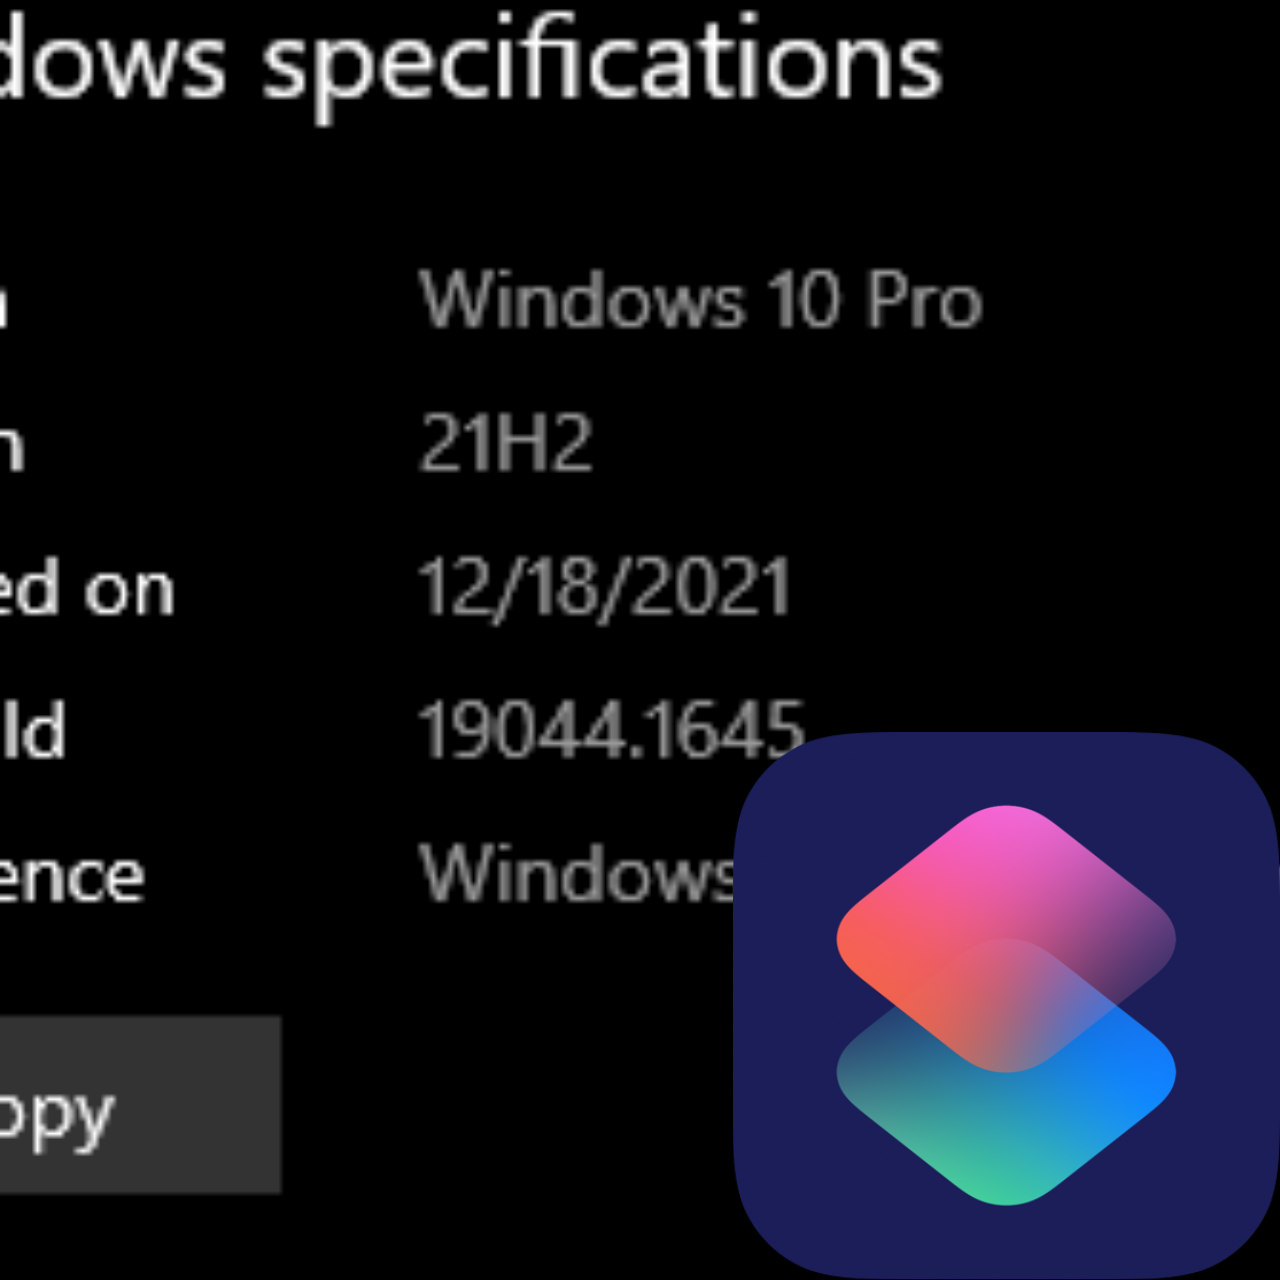 dows specifications
Windows 10 Pro
n 21H2
ed on 12/18/2021
ld 19044.1645
ence Windows
opy